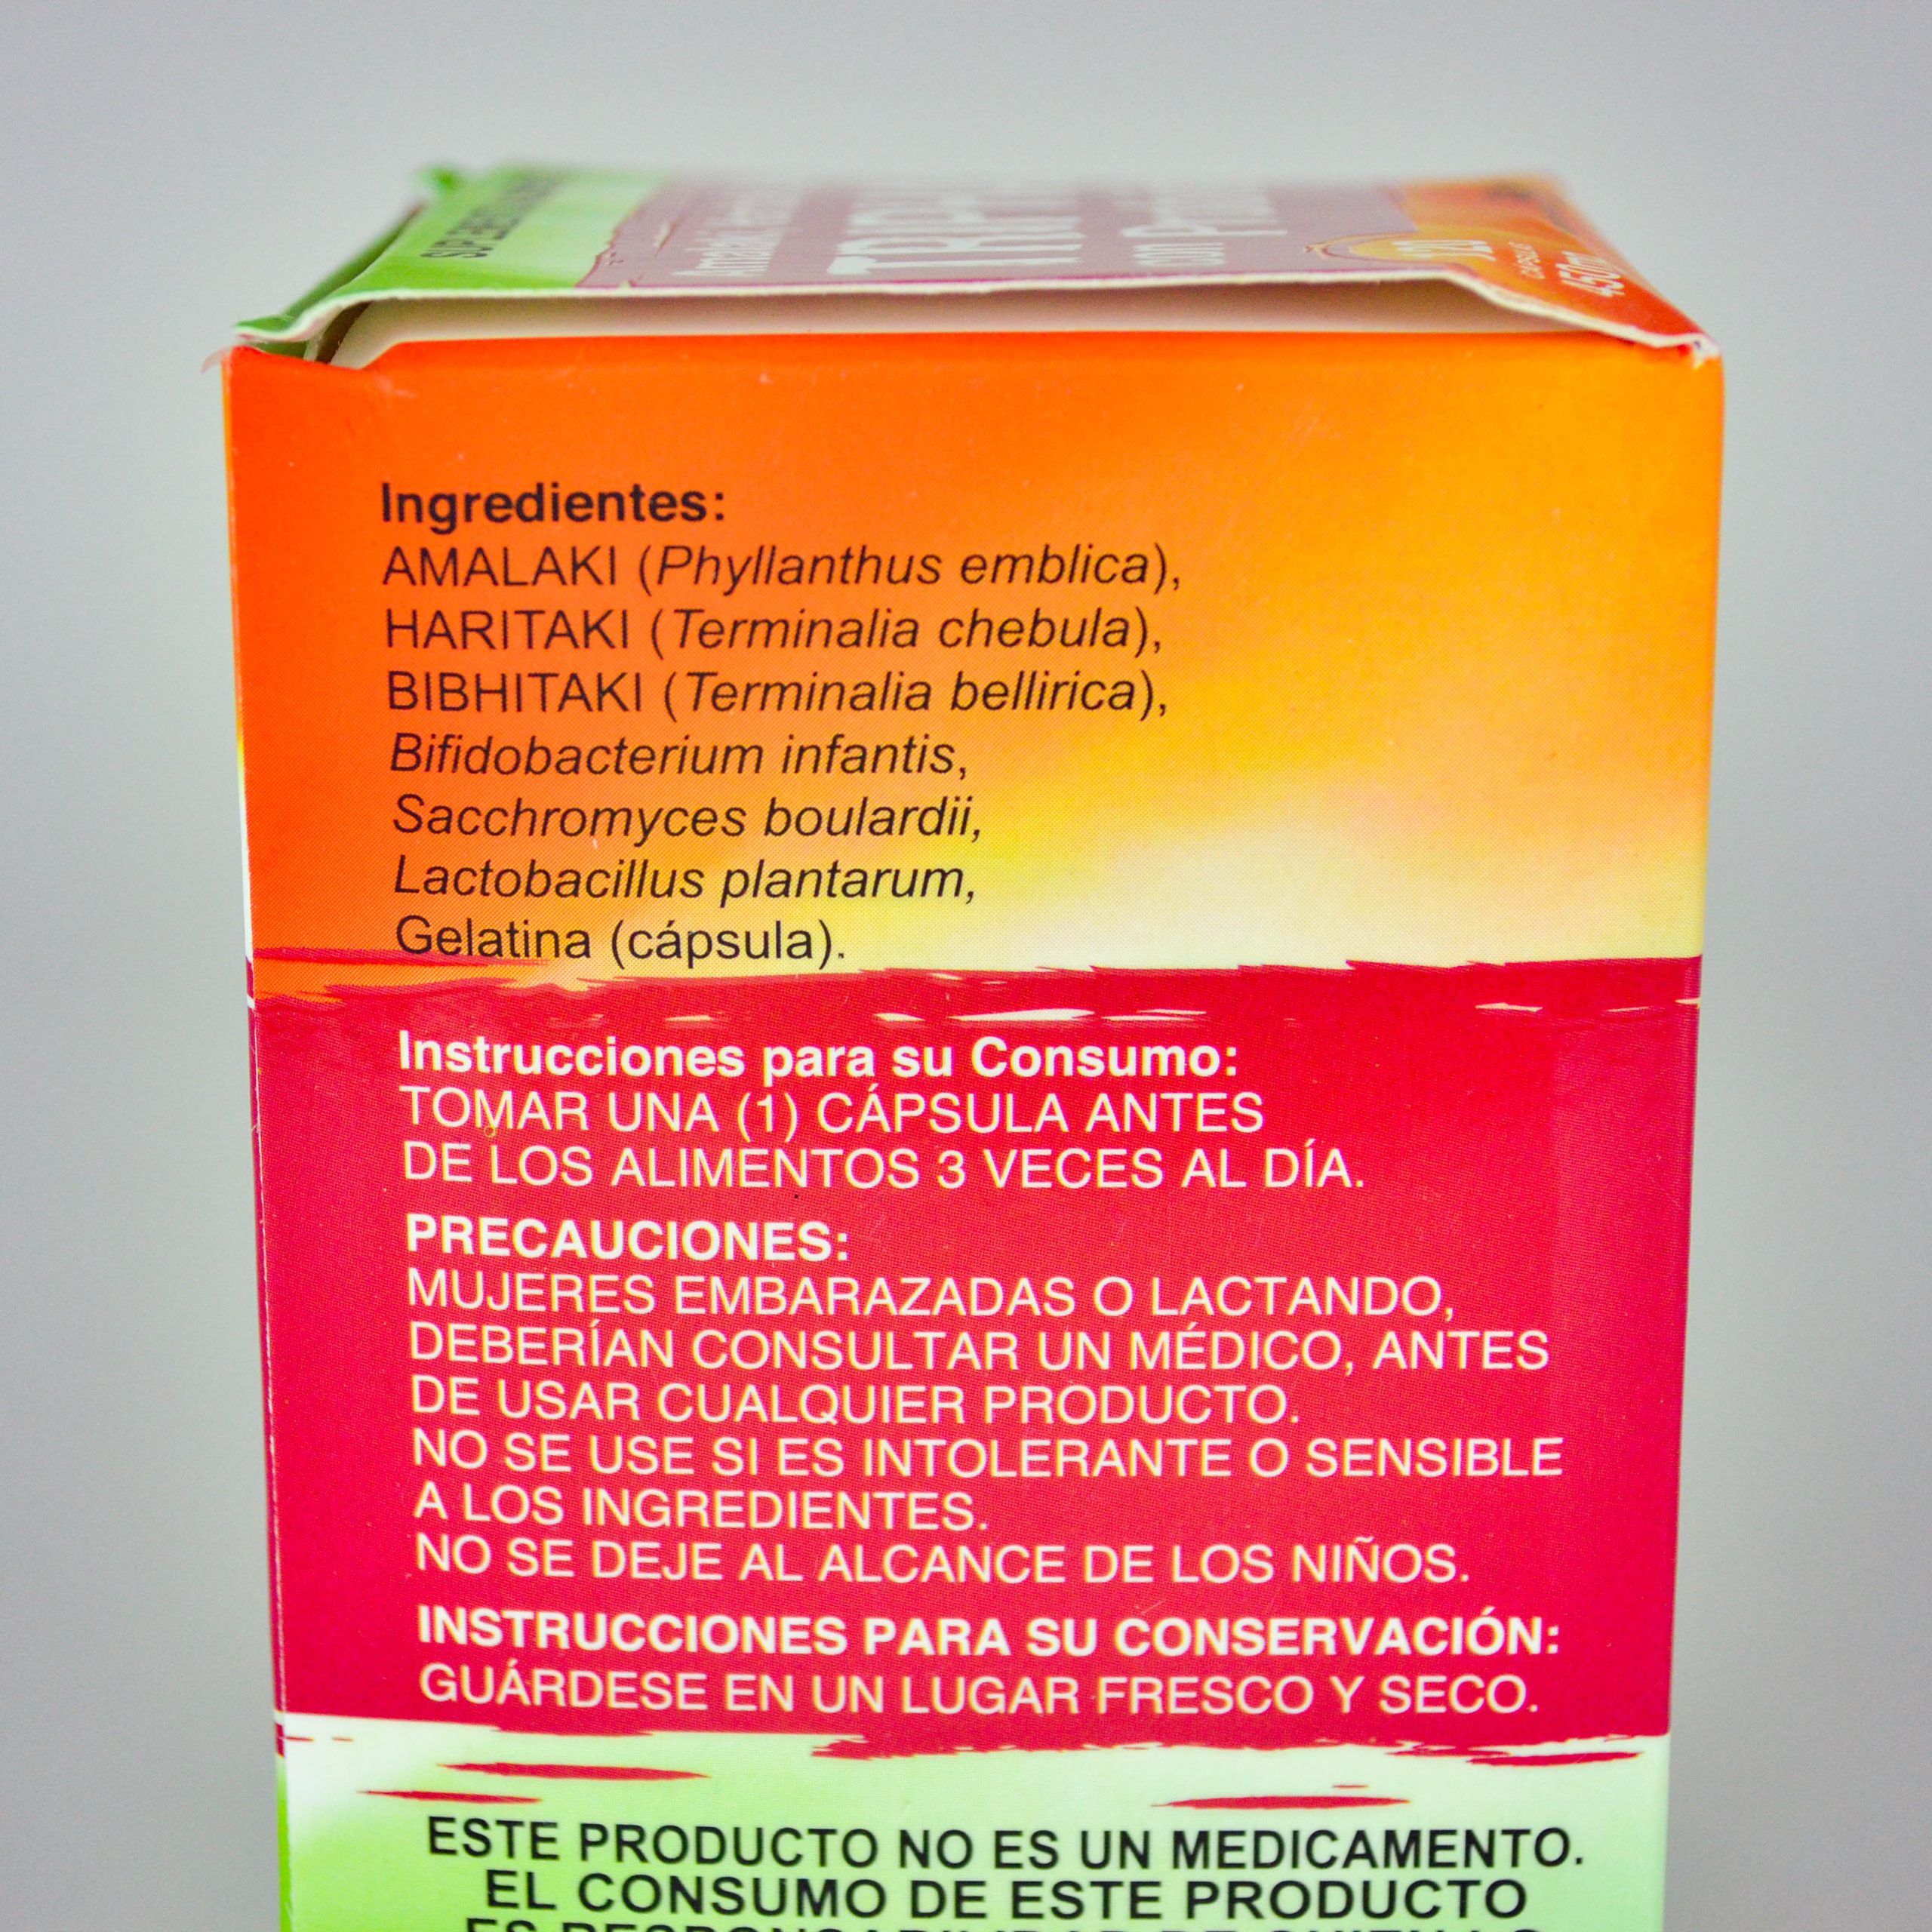 con
120
CAPSULAS
Ingredientes:
AMALAKI (Phyllanthus emblica),
HARITAKI (Terminalia chebula),
BIBHITAKI (Terminalia bellirica),
Bifidobacterium infantis,
Sacchromyces boulardii,
Lactobacillus plantarum,
Gelatina (cápsula).
Instrucciones para su Consumo:
TOMAR UNA (1) CÁPSULA ANTES
DE LOS ALIMENTOS 3 VECES AL DÍA.
PRECAUCIONES:
MUJERES EMBARAZADAS O LACTANDO,
DEBERÍAN CONSULTAR UN MÉDICO, ANTES
DE USAR CUALQUIER PRODUCTO.
NO SE USE SI ES INTOLERANTE O SENSIBLE
A LOS INGREDIENTES.
NO SE DEJE AL ALCANCE DE LOS NIÑOS.
INSTRUCCIONES PARA SU CONSERVACIÓN:
GUÁRDESE EN UN LUGAR FRESCO Y SECO.
ESTE PRODUCTO NO ES UN MEDICAMENTO.
EL CONSUMO DE ESTE PRODUCTO